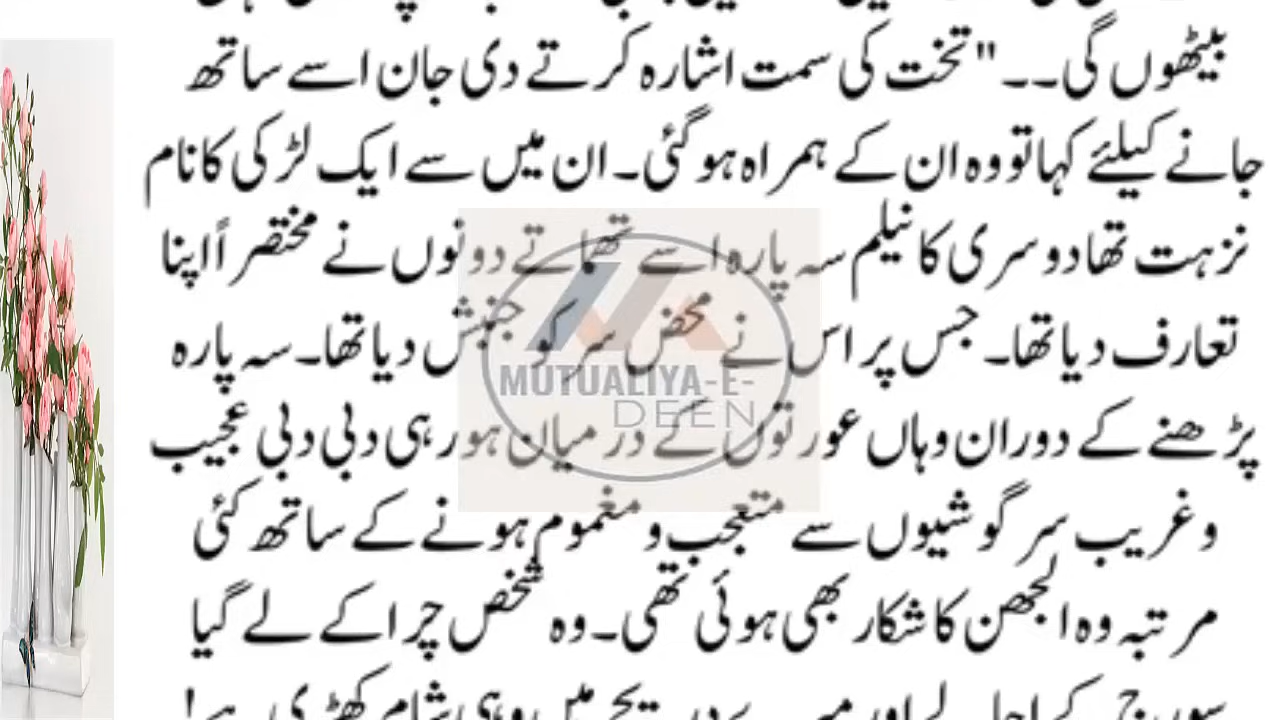 بیٹھوں گی۔۔" تخت کی سمت اشارہ کرتے دی جان اسے ساتھ
جانے کیلئے کہا تو وہ ان کے ہمراہ ہو گئی۔ ان میں سے ایک لڑکی کا نام
نزہت تھا دوسری کا نیلم سہ پارہ اسے تھماتے دونوں نے مختصراً اپنا
تعارف دیا تھا۔ جس پر اس نے محض سر کو جنبش دیا تھا۔ سہ پارہ
MUTUALIYA-E-
DEEN
پڑھنے کے دوران وہاں عورتوں کے درمیان ہو رہی دبی دبی عجیب
و غریب سرگوشیوں سے متعجب و مغموم ہونے کے ساتھ کئی
مرتبہ وہ الجھن کا شکار بھی ہوئی تھی۔ وہ شخص چرا کے لے گیا